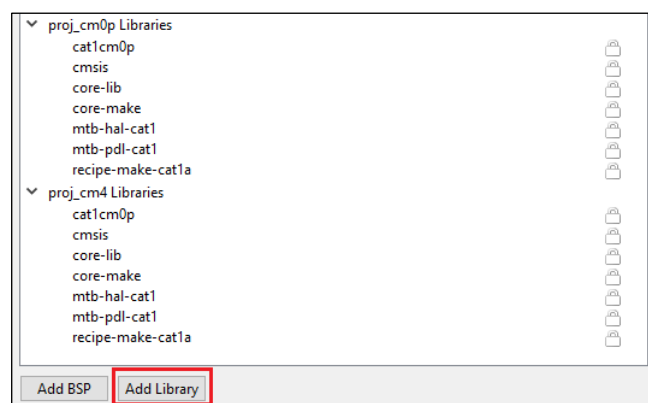 proj_cm0p Libraries
cat1cm0p
cmsis
core-lib
core-make
mtb-hal-cat1
mtb-pdl-cat1
recipe-make-cat1a
proj_cm4 Libraries
cat1cm0p
cmsis
core-lib
core-make
mtb-hal-cat1
mtb-pdl-cat1
recipe-make-cat1a
Add BSP Add Library